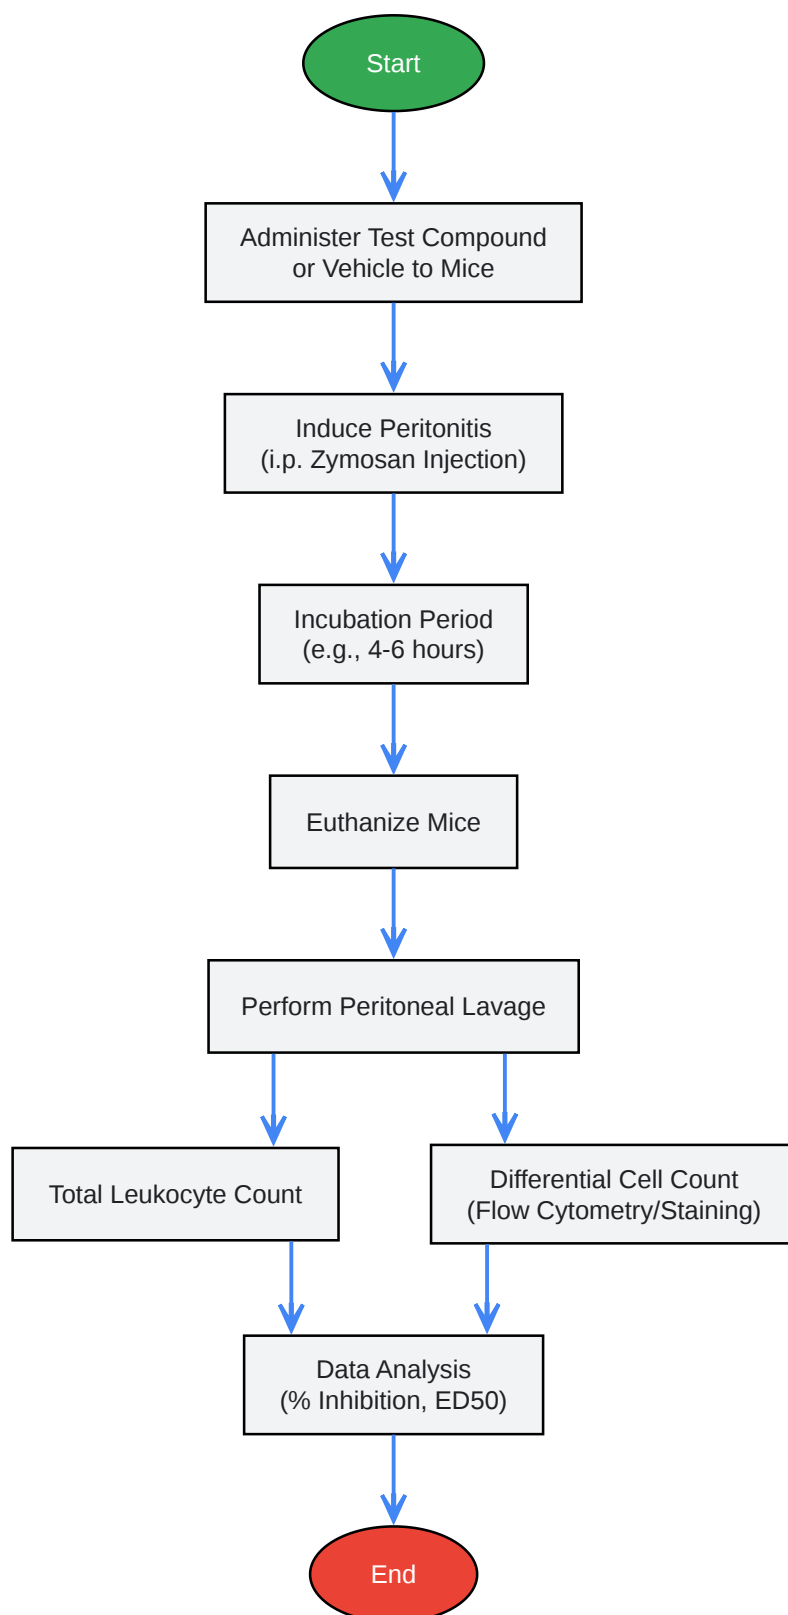 Start
Administer Test Compound
or Vehicle to Mice
Induce Peritonitis
(i.p. Zymosan Injection)
Incubation Period
(e.g., 4-6 hours)
Euthanize Mice
Perform Peritoneal Lavage
Total Leukocyte Count
Differential Cell Count
(Flow Cytometry/Staining)
Data Analysis
(% Inhibition, ED50)
End